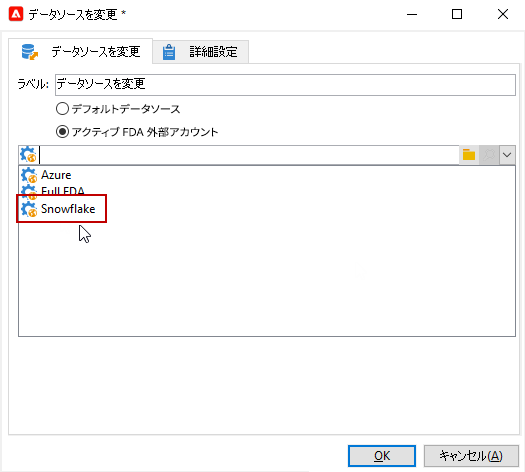 データソースを変更 *
データソースを変更 詳細設定
ラベル: データソースを変更
デフォルトデータソース
アクティブ FDA 外部アカウント
Azure
Full FDA
Snowflake
OK キャンセル(A)